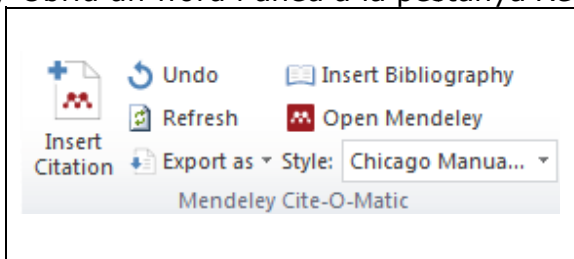 Undo
Insert Bibliography
Refresh
Open Mendeley
Insert
Citation
Export as
Style: Chicago Manua...
Mendeley Cite-O-Matic